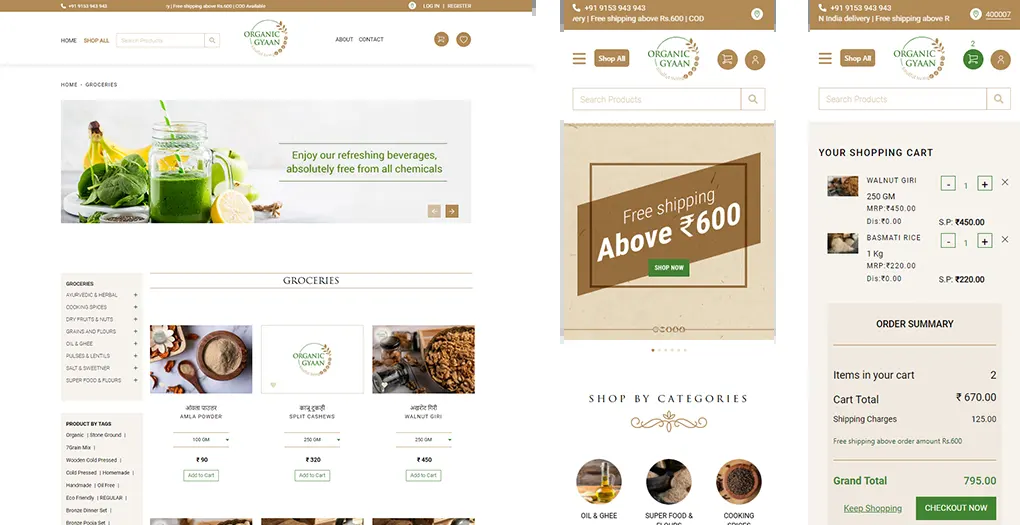 +91 9153 943 943
y | Free shipping above Rs.600 | COD Available
LOG IN | REGISTER
HOME
SHOP ALL
Search Products
ORGANIC
GYAAN
ABOUT
CONTACT
HOME - GROCERIES
Enjoy our refreshing beverages,
absolutely free from all chemicals
GROCERIES
AYURVEDIC & HERBAL +
COOKING SPICES +
DRY FRUITS & NUTS +
GRAINS AND FLOURS +
OIL & GHEE +
PULSES & LENTILS +
SALT & SWEETNER +
SUPER FOOD & FLOURS +
PRODUCT BY TAGS
Organic | Stone Ground |
7Grain Mix |
Wooden Cold Pressed |
Cold Pressed | Homemade |
Handmade | Oil Free |
Eco Friendly | REGULAR |
Bronze Dinner Set |
Bronze Pooja Set |
GROCERIES
ORGANIC
GYAAN
आंवला पाउडर
AMLA POWDER
100 GM
₹ 90
Add to Cart
काजू टुकड़ी
SPLIT CASHEWS
250 GM
₹ 320
Add to Cart
अखरोट गिरी
WALNUT GIRI
250 GM
₹ 450
Add to Cart
+91 9153 943 943
very | Free shipping above Rs.600 | COD
Shop All
ORGANIC
GYAAN
Search Products
Free shipping
Above ₹600
SHOP NOW
SHOP BY CATEGORIES
OIL & GHEE
SUPER FOOD &
FLOURS
COOKING
SPICES
+91 9153 943 943
N India delivery | Free shipping above R
400007
Shop All
ORGANIC
GYAAN
2
Search Products
YOUR SHOPPING CART
WALNUT GIRI
250 GM
MRP:₹450.00
Dis:₹0.00
- 1 +
S.P: ₹450.00
BASMATI RICE
1 Kg
MRP:₹220.00
Dis:₹0.00
- 1 +
S.P: ₹220.00
ORDER SUMMARY
Items in your cart 2
Cart Total ₹ 670.00
Shipping Charges 125.00
Free shipping above order amount Rs.600
Grand Total 795.00
Keep Shopping
CHECKOUT NOW